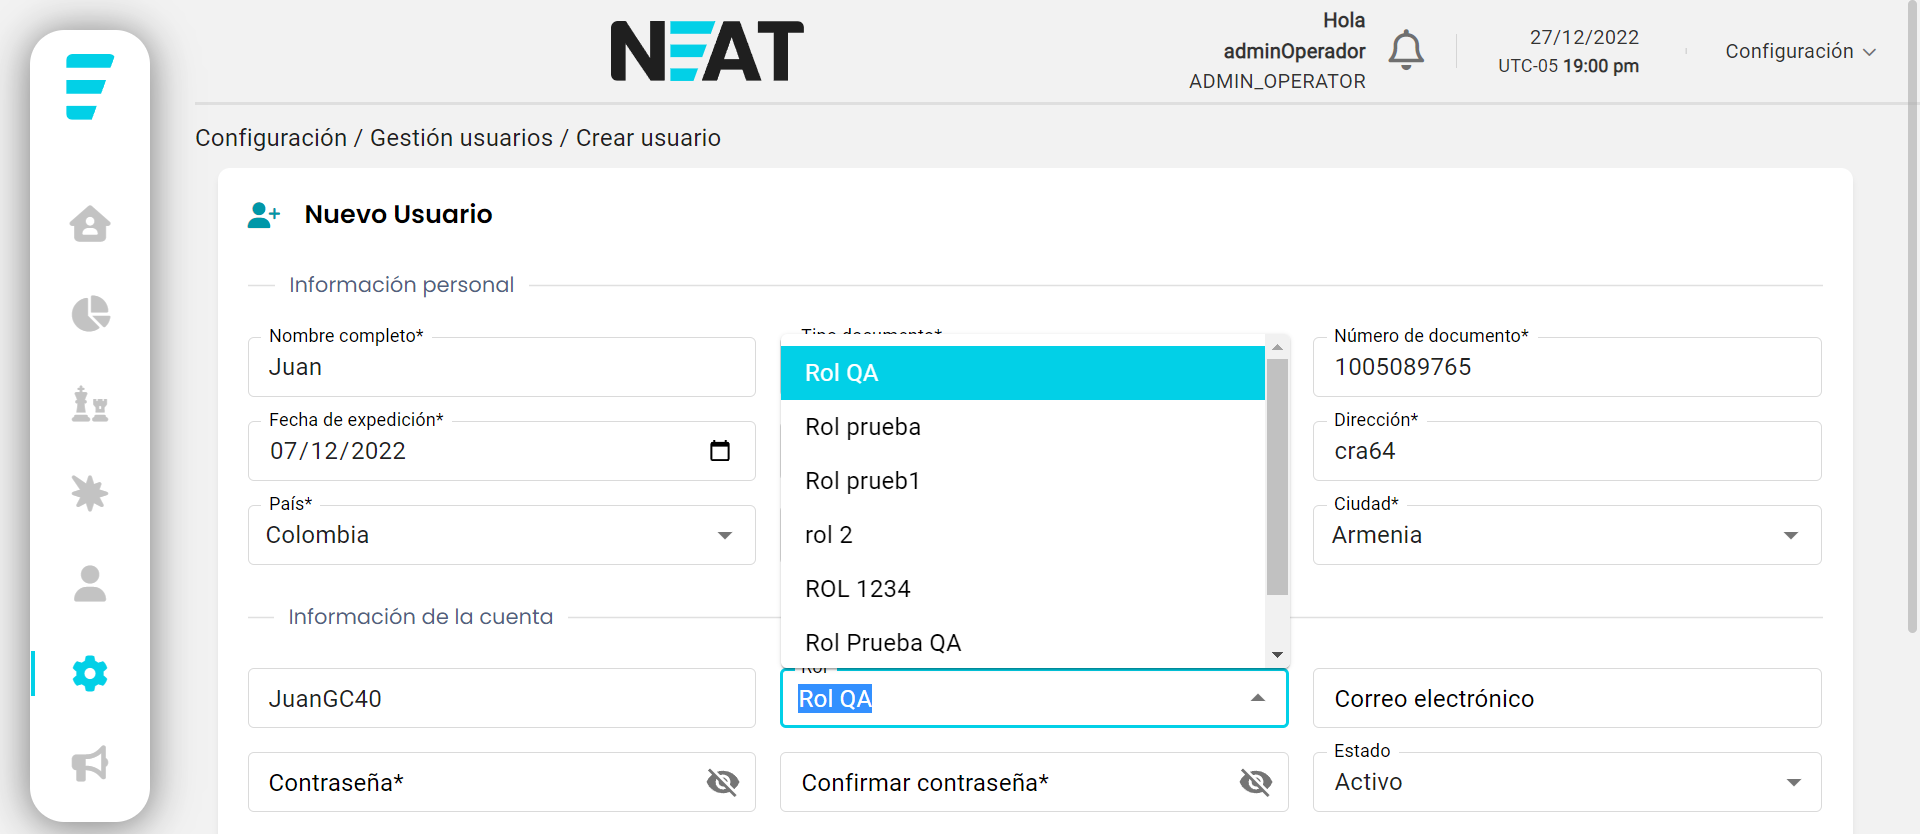 NEAT
Hola
adminOperador
ADMIN_OPERATOR
27/12/2022
UTC-05 19:00 pm
Configuración
Configuración / Gestión usuarios / Crear usuario
Nuevo Usuario
Información personal
Nombre completo*
Juan
Tipo documento*
Número de documento*
1005089765
Fecha de expedición*
07/12/2022
Dirección*
cra64
País*
Colombia
Ciudad*
Armenia
Rol QA
Rol prueba
Rol prueb1
rol 2
ROL 1234
Rol Prueba QA
Información de la cuenta
JuanGC40
Rol
Rol QA
Correo electrónico
Contraseña*
Confirmar contraseña*
Estado
Activo